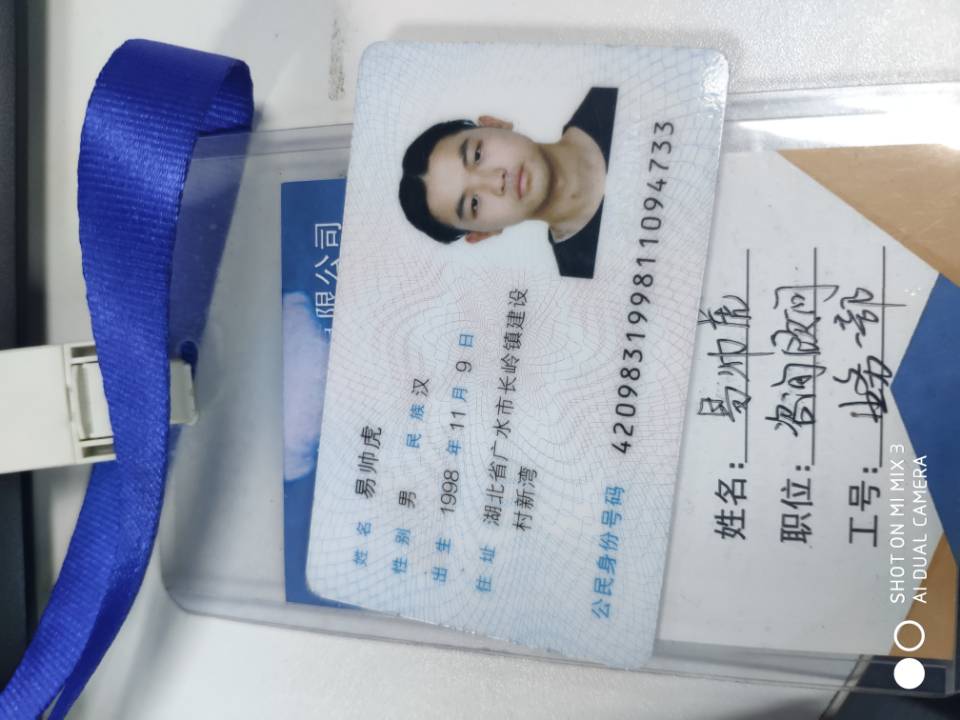 限公司
姓名 易帅虎
性别 男 民族 汉
出生 1998 年 11 月 9 日
住址 湖北省广水市长岭镇建设
村新湾
公民身份号码 420983199811094733
姓名：易帅虎
职位：咨询顾问
工号：业务一部
SHOT ON MI MIX 3
AI DUAL CAMERA